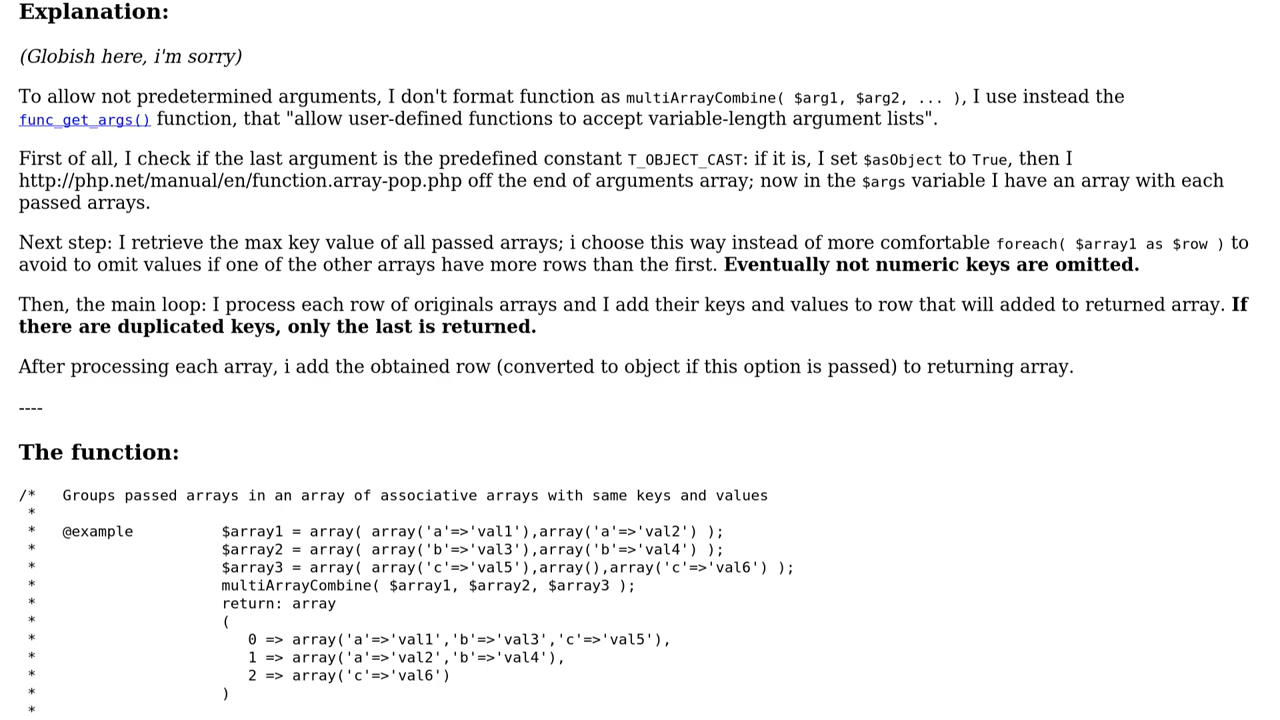 Explanation:
(Globish here, i'm sorry)
To allow not predetermined arguments, I don't format function as multiArrayCombine( $arg1, $arg2, ... ), I use instead the
func_get_args() function, that "allow user-defined functions to accept variable-length argument lists".
First of all, I check if the last argument is the predefined constant T_OBJECT_CAST: if it is, I set $asObject to True, then I
http://php.net/manual/en/function.array-pop.php off the end of arguments array; now in the $args variable I have an array with each
passed arrays.
Next step: I retrieve the max key value of all passed arrays; i choose this way instead of more comfortable foreach( $array1 as $row ) to
avoid to omit values if one of the other arrays have more rows than the first. Eventually not numeric keys are omitted.
Then, the main loop: I process each row of originals arrays and I add their keys and values to row that will added to returned array. If
there are duplicated keys, only the last is returned.
After processing each array, i add the obtained row (converted to object if this option is passed) to returning array.
----
The function:
/*   Groups passed arrays in an array of associative arrays with same keys and values
 *
 *   @example          $array1 = array( array('a'=>'val1'),array('a'=>'val2') );
 *                     $array2 = array( array('b'=>'val3'),array('b'=>'val4') );
 *                     $array3 = array( array('c'=>'val5'),array(),array('c'=>'val6') );
 *                     multiArrayCombine( $array1, $array2, $array3 );
 *                     return: array
 *                     (
 *                        0 => array('a'=>'val1','b'=>'val3','c'=>'val5'),
 *                        1 => array('a'=>'val2','b'=>'val4'),
 *                        2 => array('c'=>'val6')
 *                     )
 *